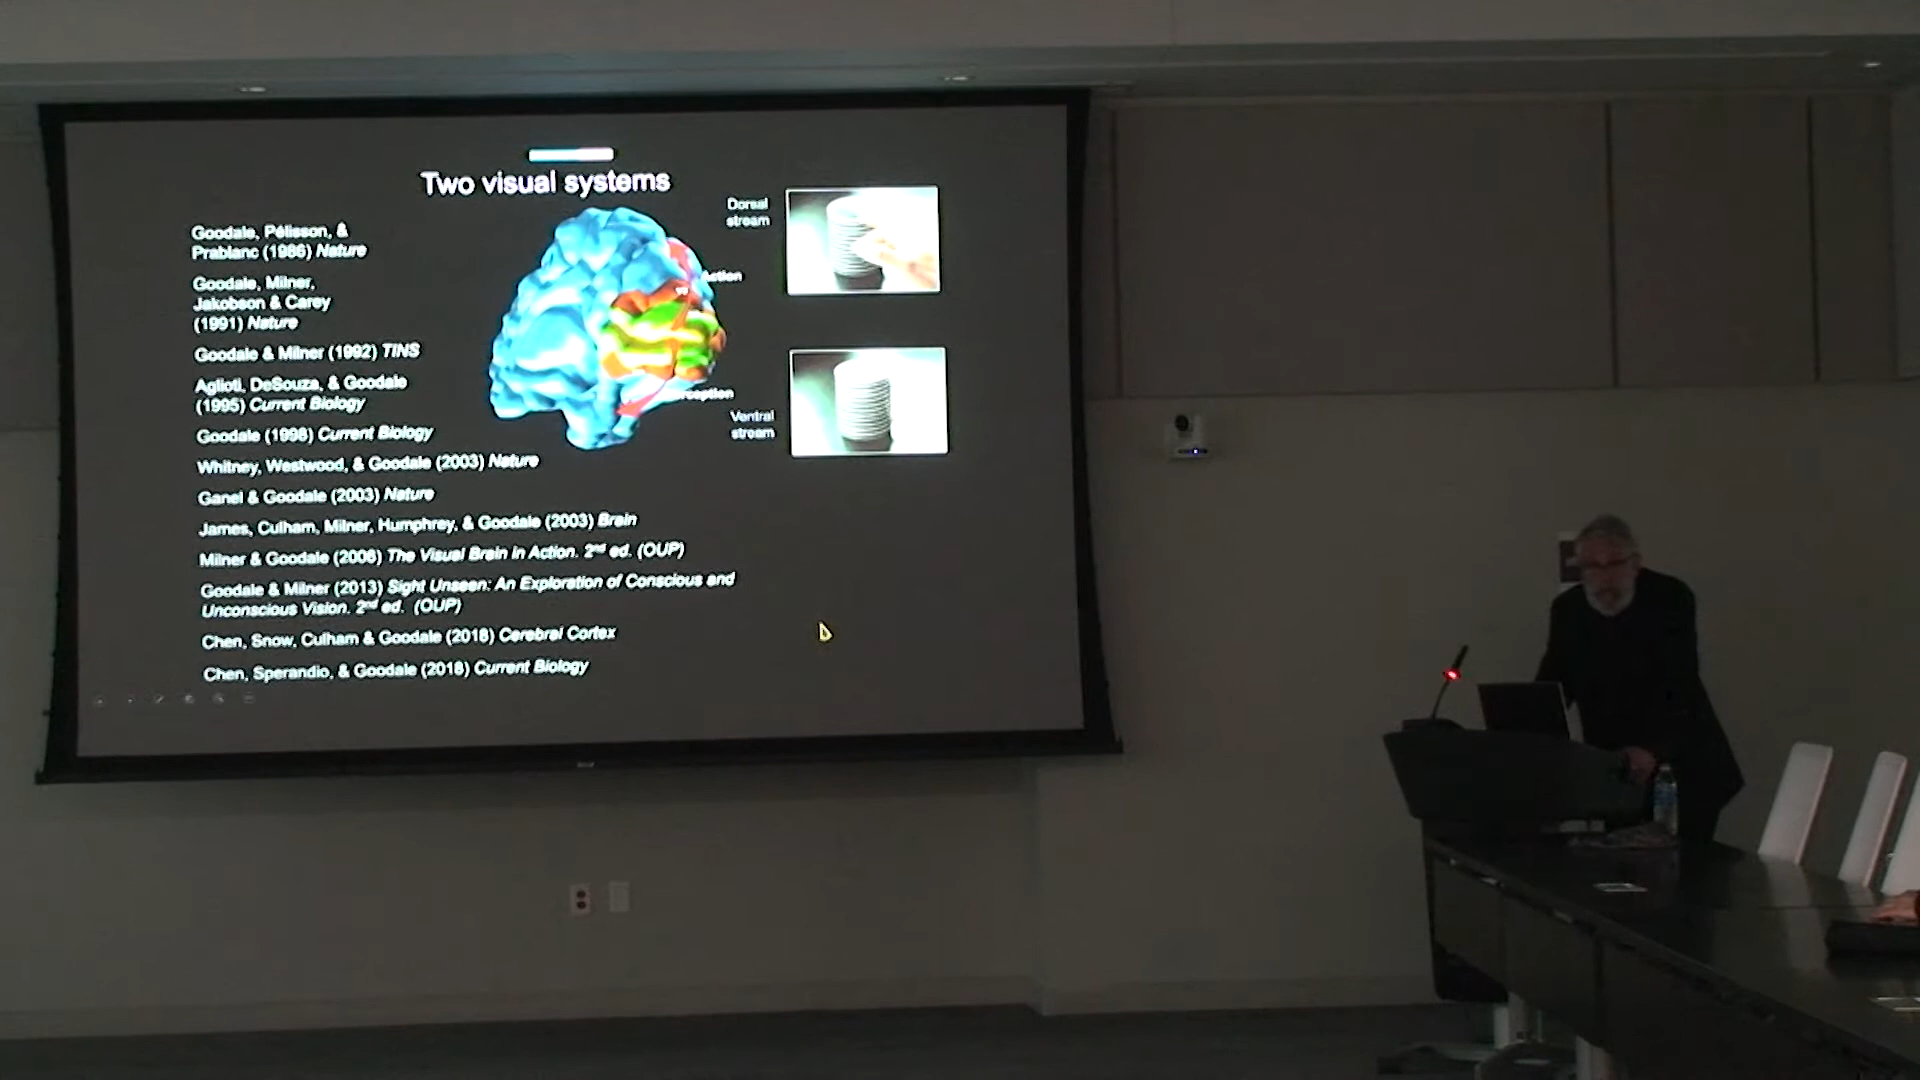 Two visual systems
Goodale, Pélisson, &
Prablanc (1986) Nature
Goodale, Milner,
Jakobson & Carey
(1991) Nature
Goodale & Milner (1992) TINS
Aglioti, DeSouza, & Goodale
(1995) Current Biology
Goodale (1998) Current Biology
Whitney, Westwood, & Goodale (2003) Nature
Ganel & Goodale (2003) Nature
James, Culham, Milner, Humphrey, & Goodale (2003) Brain
Milner & Goodale (2006) The Visual Brain in Action. 2nd ed. (OUP)
Goodale & Milner (2013) Sight Unseen: An Exploration of Conscious and
Unconscious Vision. 2nd ed. (OUP)
Chen, Snow, Culham & Goodale (2018) Cerebral Cortex
Chen, Sperandio, & Goodale (2018) Current Biology
Dorsal
stream
Action
Ventral
stream